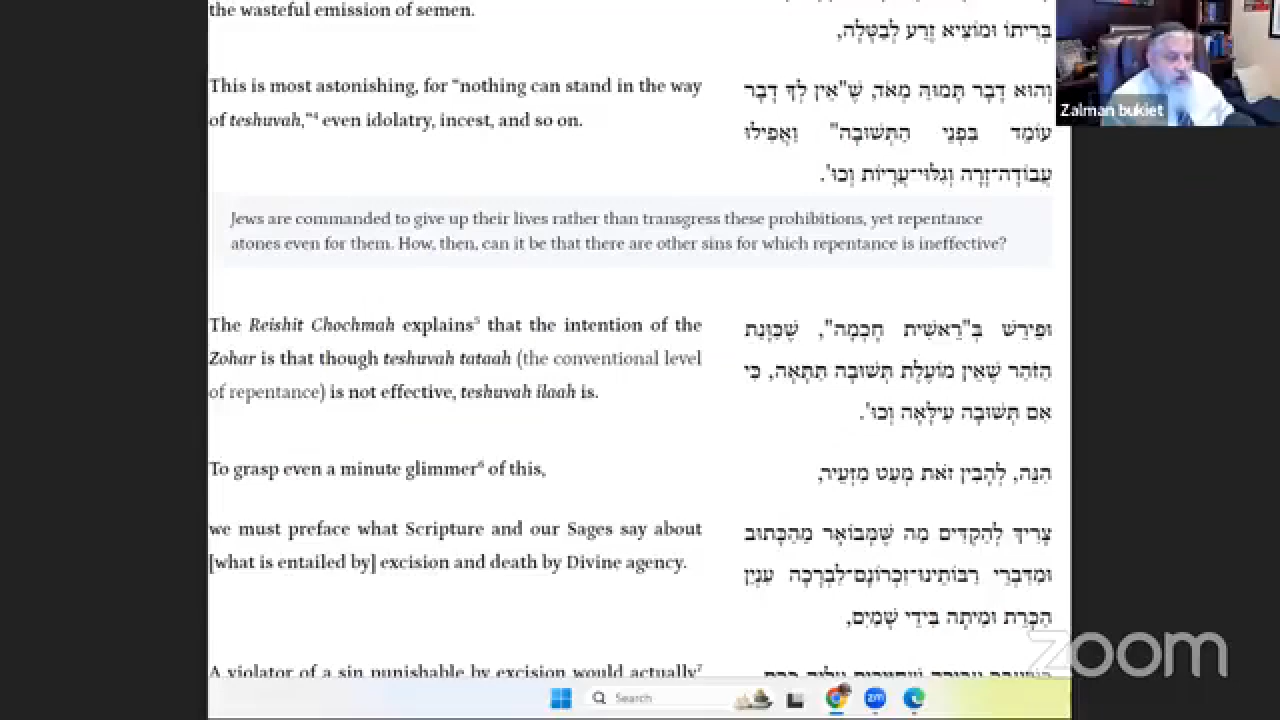 the wasteful emission of semen.
בְּרִיתוֹ וּמוֹצִיא זֶרַע לְבַטָּלָה,
This is most astonishing, for “nothing can stand in the way
of teshuvah,”4 even idolatry, incest, and so on.
וְהוּא דָבָר תָּמוּהַּ מְאֹד, שֶׁ"אֵין לְךָ דָבָר
עוֹמֵד בִּפְנֵי הַתְּשׁוּבָה" וַאֲפִילוּ
עֲבוֹדָה־זָרָה וְגִלּוּי־עֲרָיוֹת וְכוּ'.
Jews are commanded to give up their lives rather than transgress these prohibitions, yet repentance
atones even for them. How, then, can it be that there are other sins for which repentance is ineffective?
The Reishit Chochmah explains5 that the intention of the
Zohar is that though teshuvah tataah (the conventional level
of repentance) is not effective, teshuvah ilaah is.
וּפֵירֵשׁ בְּ"רֵאשִׁית חָכְמָה", שֶׁכַּוָּנַת
הַזֹּהַר שֶׁאֵין מוֹעֶלֶת תְּשׁוּבָה תַּתָּאָה, כִּי
אִם תְּשׁוּבָה עִילָּאָה וְכוּ'.
To grasp even a minute glimmer6 of this,
הִנֵּה, לְהָבִין זֹאת מְעַט מִזְּעֵיר,
we must preface what Scripture and our Sages say about
[what is entailed by] excision and death by Divine agency.
צָרִיךְ לְהַקְדִּים מַה שֶּׁמְּבוֹאָר מֵהַכָּתוּב
וּמִדִּבְרֵי רַבּוֹתֵינוּ־זִכְרוֹנָם־לִבְרָכָה עִנְיַן
הַכָּרֵת וּמִיתָה בִּידֵי שָׁמַיִם,
A violator of a sin punishable by excision would actually7
Zalman bukiet
zoom
Search
zm